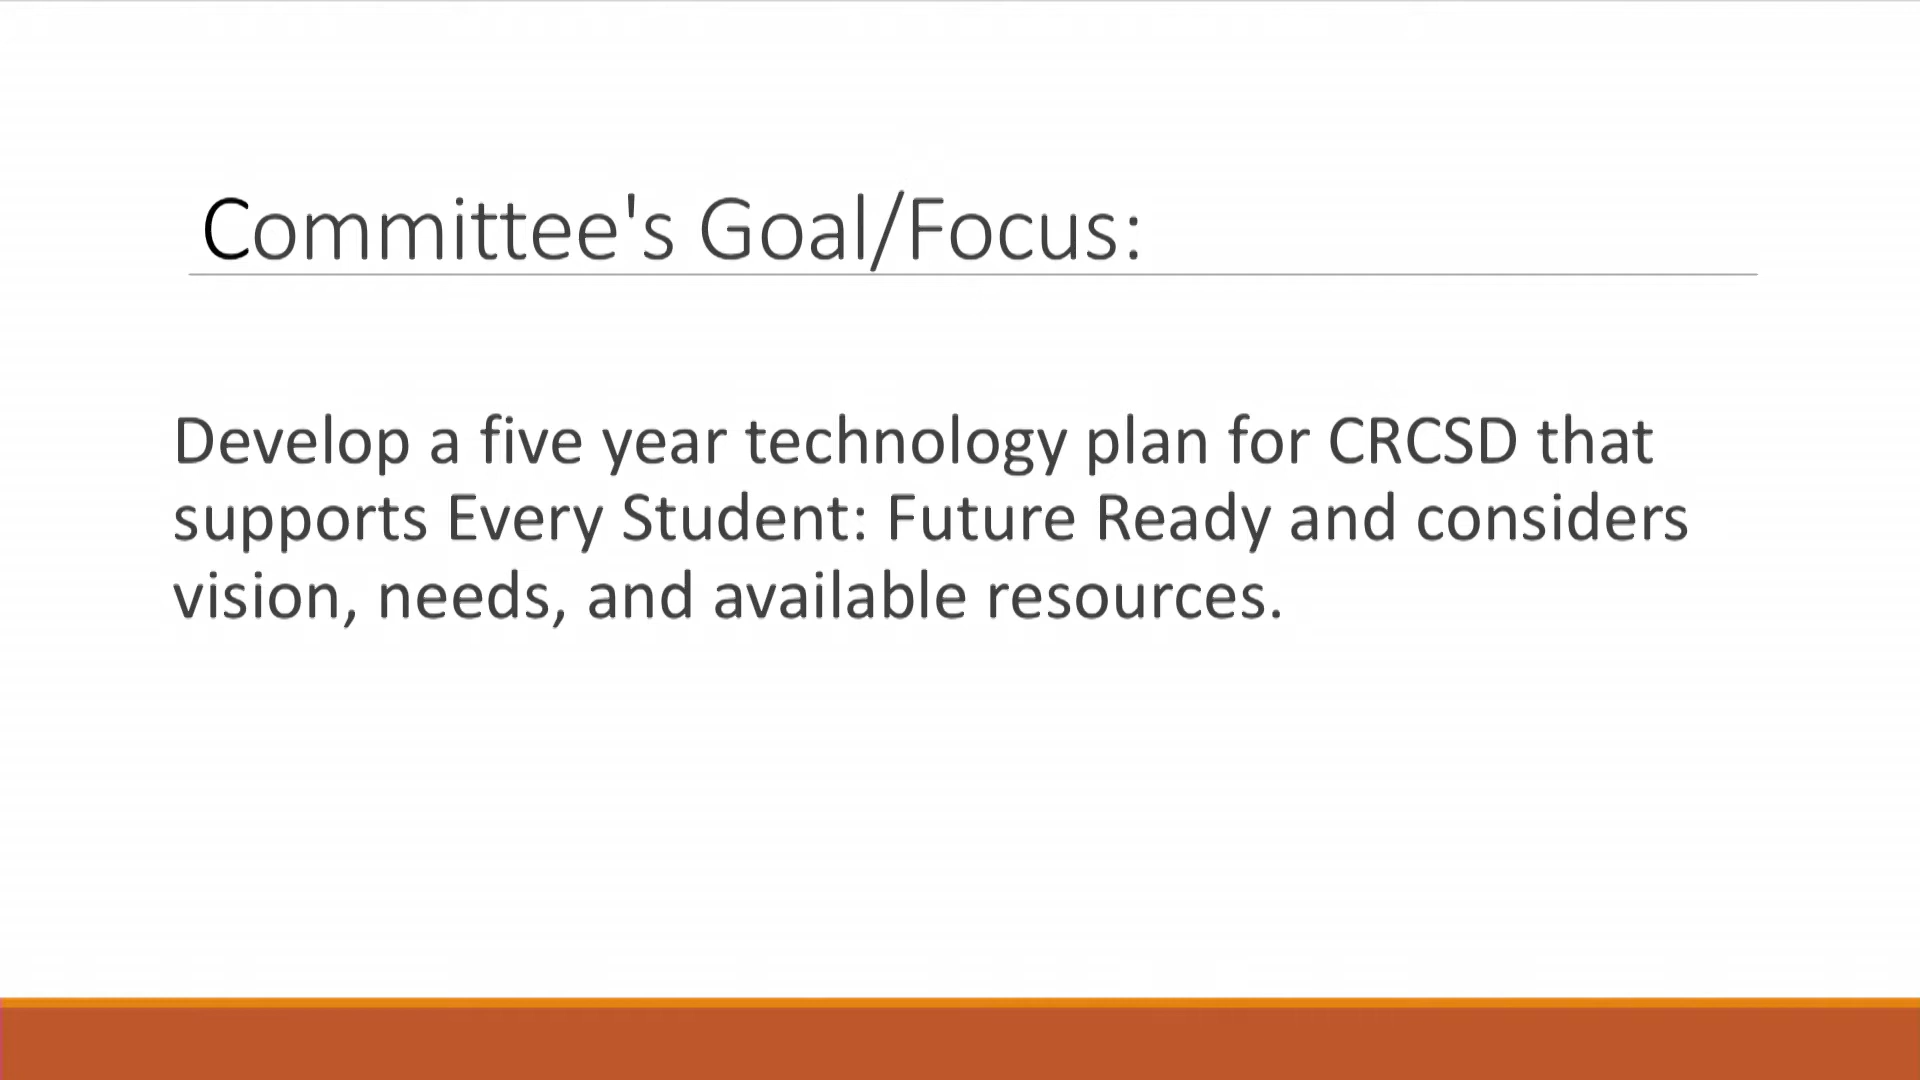 Committee's Goal/Focus:
Develop a five year technology plan for CRCSD that
supports Every Student: Future Ready and considers
vision, needs, and available resources.